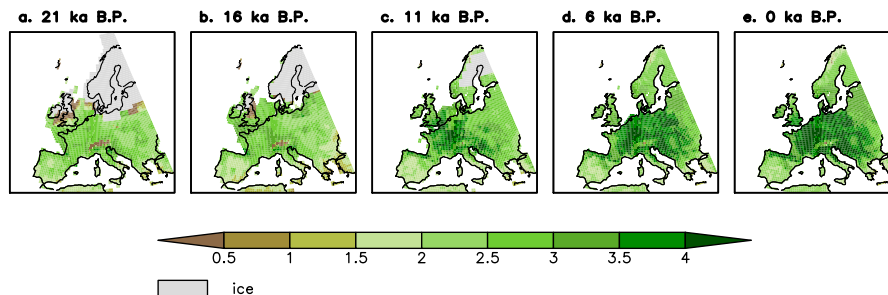 a. 21 ka B.P. b. 16 ka B.P. c. 11 ka B.P. d. 6 ka B.P. e. 0 ka B.P.
0.5 1 1.5 2 2.5 3 3.5 4
ice